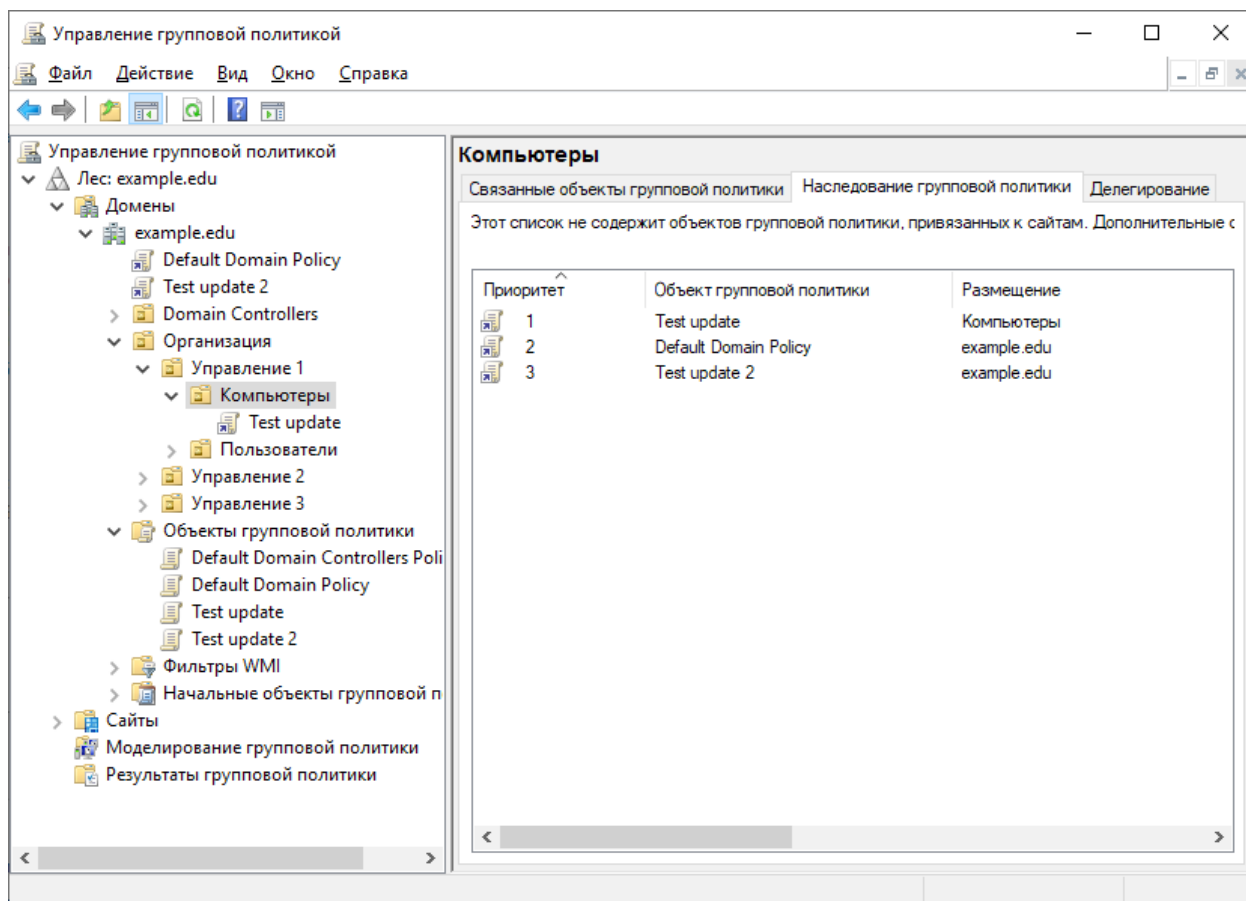 Управление групповой политикой
Файл Действие Вид Окно Справка
Управление групповой политикой
Лес: example.edu
Домены
example.edu
Default Domain Policy
Test update 2
Domain Controllers
Организация
Управление 1
Компьютеры
Test update
Пользователи
Управление 2
Управление 3
Объекты групповой политики
Default Domain Controllers Poli
Default Domain Policy
Test update
Test update 2
Фильтры WMI
Начальные объекты групповой п
Сайты
Моделирование групповой политики
Результаты групповой политики
Компьютеры
Связанные объекты групповой политики Наследование групповой политики Делегирование
Этот список не содержит объектов групповой политики, привязанных к сайтам. Дополнительные с
Приоритет Объект групповой политики Размещение
1 Test update Компьютеры
2 Default Domain Policy example.edu
3 Test update 2 example.edu